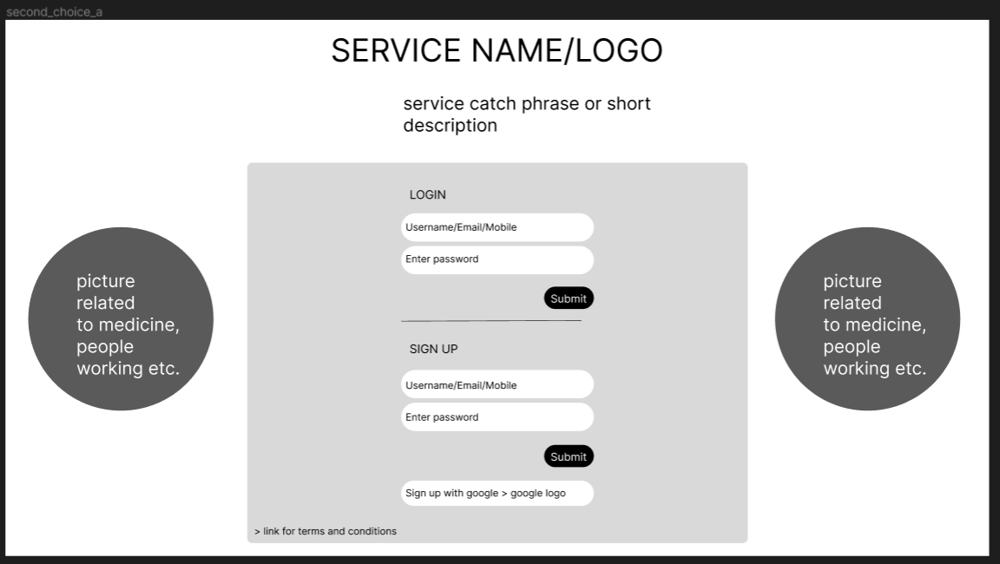 second_choice_a
SERVICE NAME/LOGO
service catch phrase or short
description
LOGIN
Username/Email/Mobile
Enter password
Submit
SIGN UP
Username/Email/Mobile
Enter password
Submit
Sign up with google > google logo
> link for terms and conditions
picture
related
to medicine,
people
working etc.
picture
related
to medicine,
people
working etc.